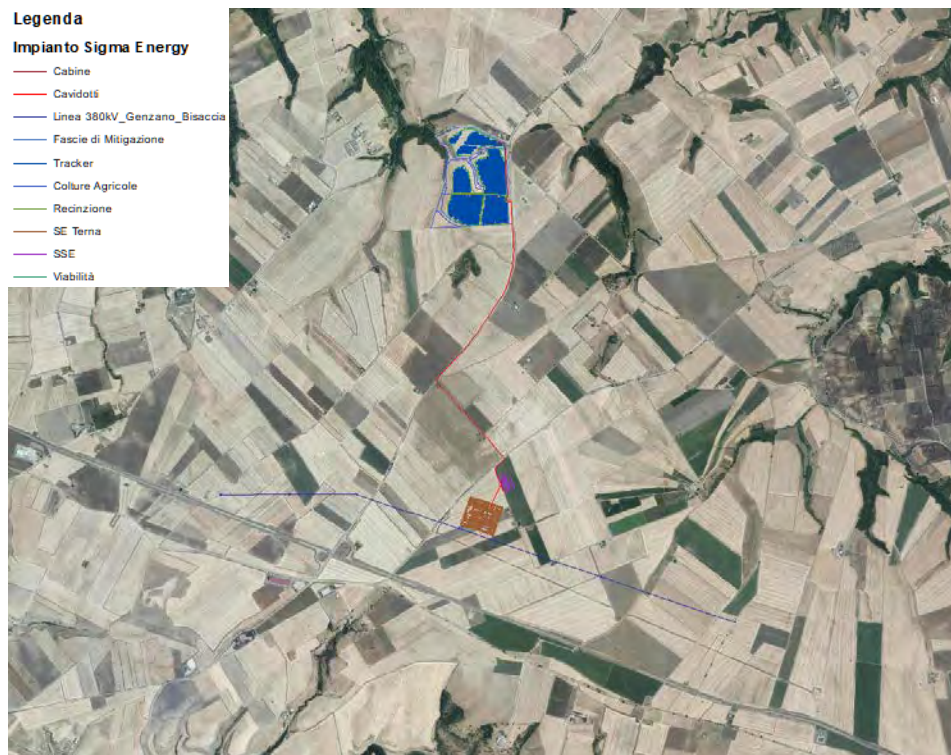 Legenda
Impianto Sigma Energy
Cabine
Cavidotti
Linea 380kV_Genzano_Bisaccia
Fascie di Mitigazione
Tracker
Colture Agricole
Recinzione
SE Terna
SSE
Viabilità